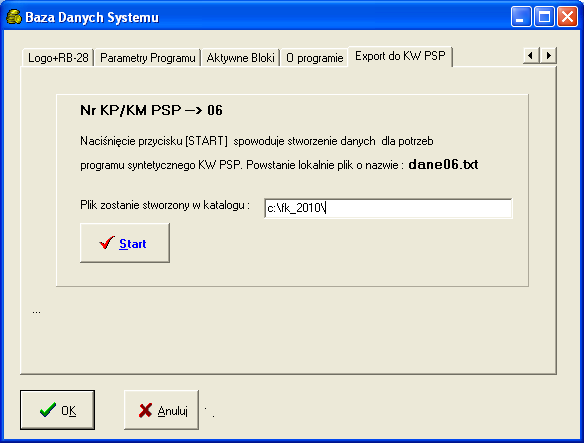 Baza Danych Systemu
Logo+RB-28 Parametry Programu Aktywne Bloki O programie Export do KW PSP
Nr KP/KM PSP --> 06
Naciśnięcie przycisku [START] spowoduje stworzenie danych dla potrzeb
programu syntetycznego KW PSP. Powstanie lokalnie plik o nazwie : dane06.txt
Plik zostanie stworzony w katalogu : c:\fk_2010\
Start
...
OK Anuluj